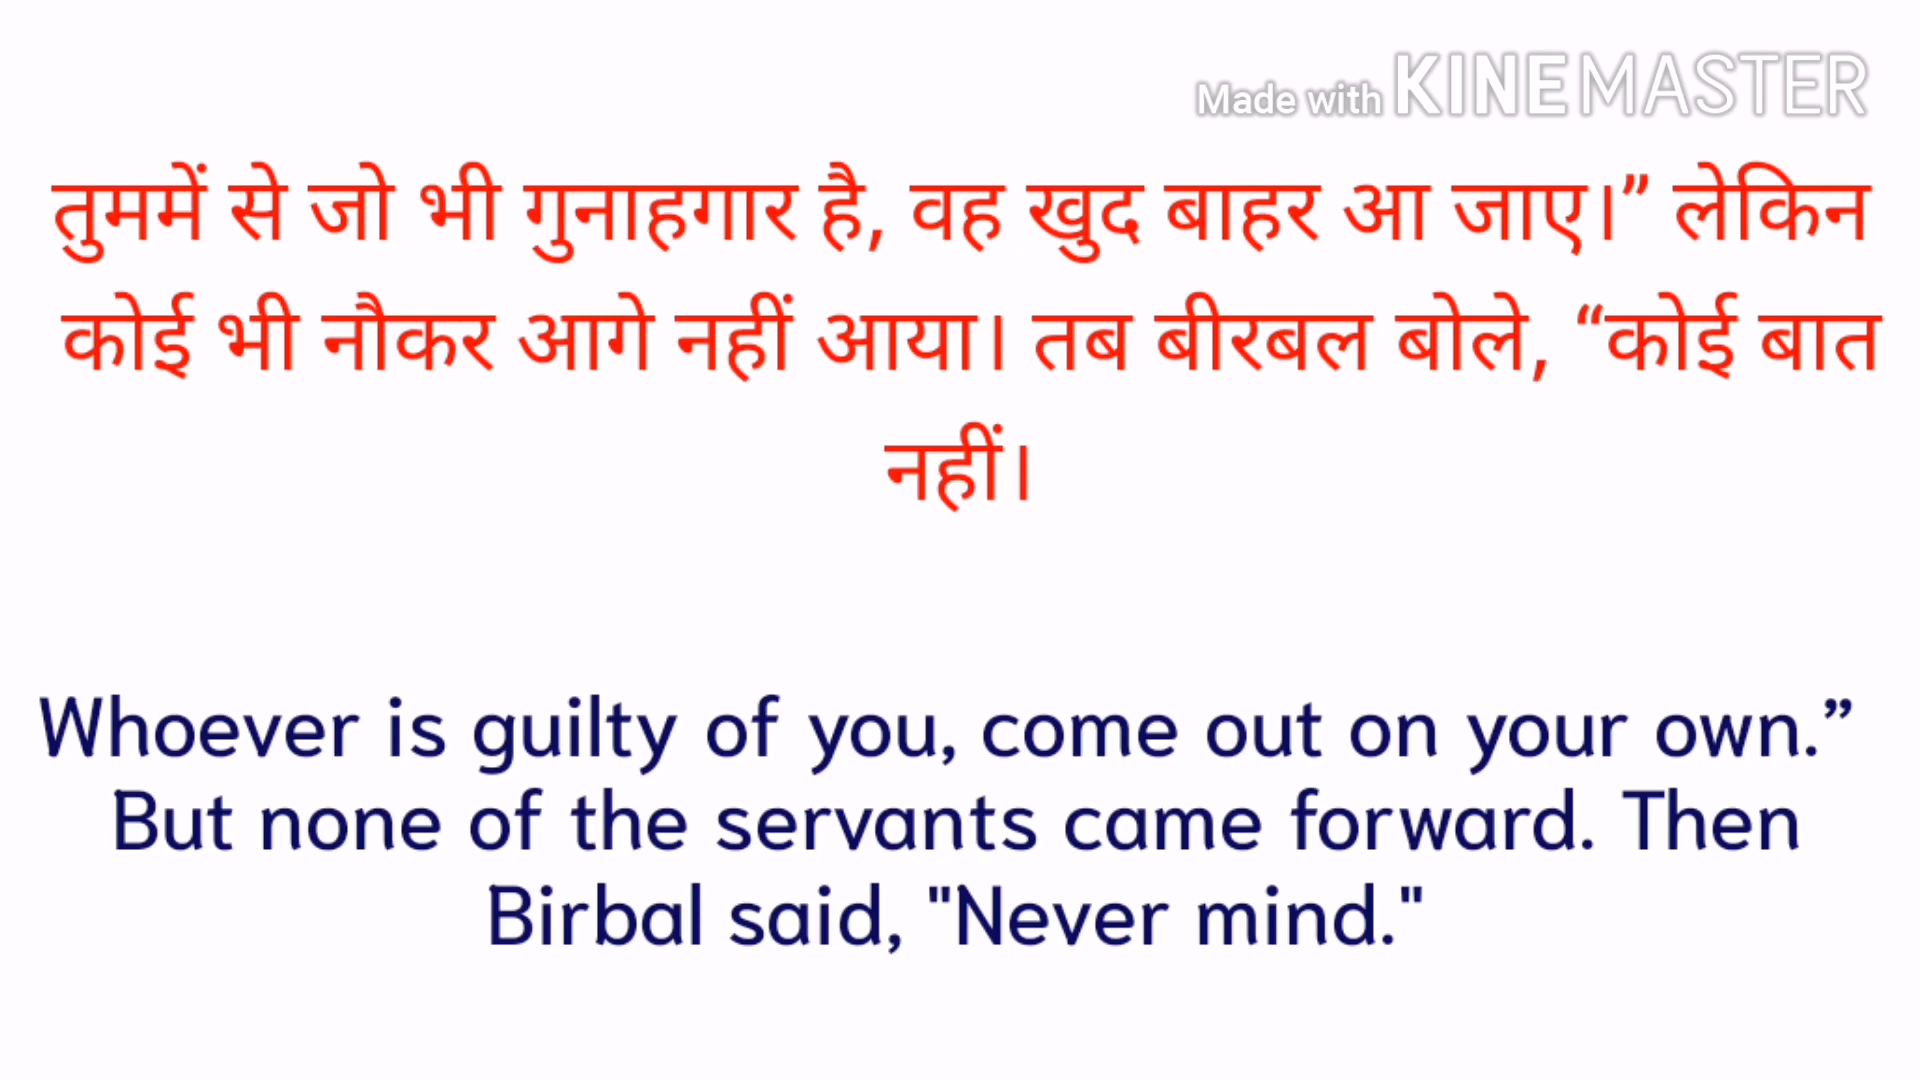 Made with KINEMASTER
तुममें से जो भी गुनाहगार है, वह खुद बाहर आ जाए।” लेकिन
कोई भी नौकर आगे नहीं आया। तब बीरबल बोले, “कोई बात
नहीं।
Whoever is guilty of you, come out on your own.”
But none of the servants came forward. Then
Birbal said, "Never mind."